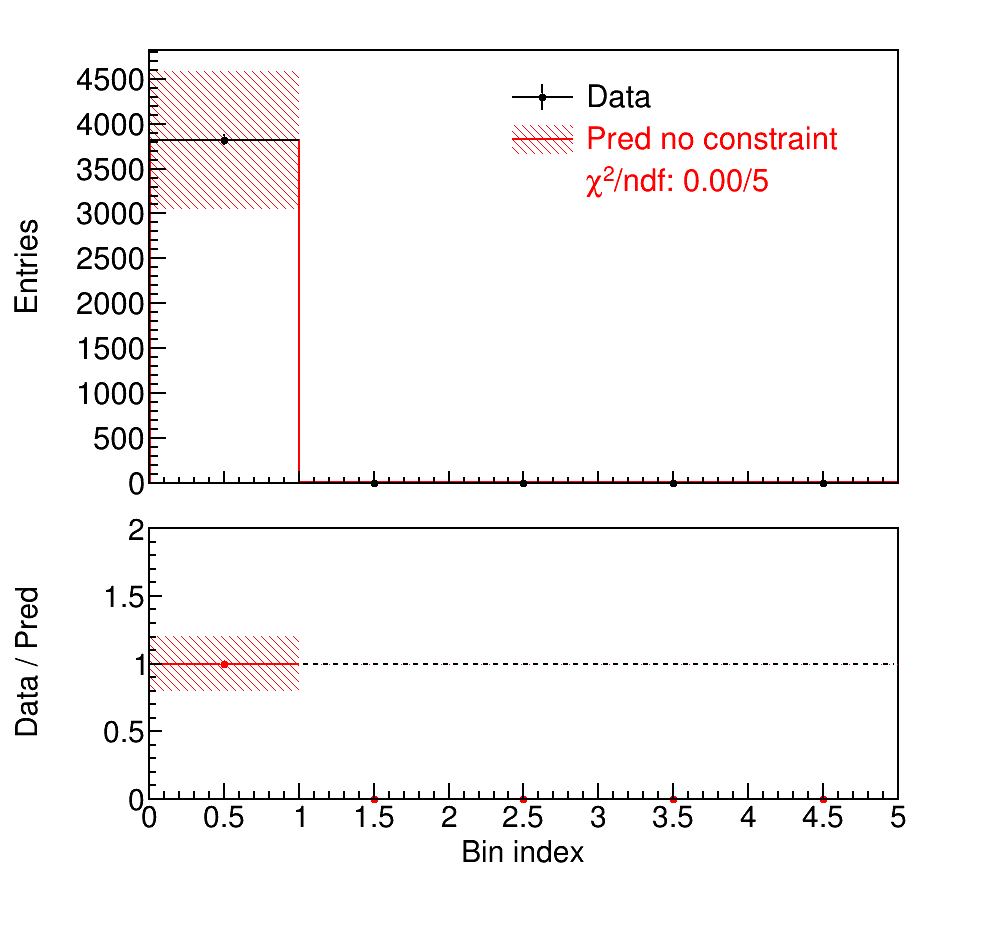 Entries
4500
4000
3500
3000
2500
2000
1500
1000
500
0
Data
Pred no constraint
χ²/ndf: 0.00/5
Data / Pred
2
1.5
1
0.5
0
0 0.5 1 1.5 2 2.5 3 3.5 4 4.5 5
Bin index